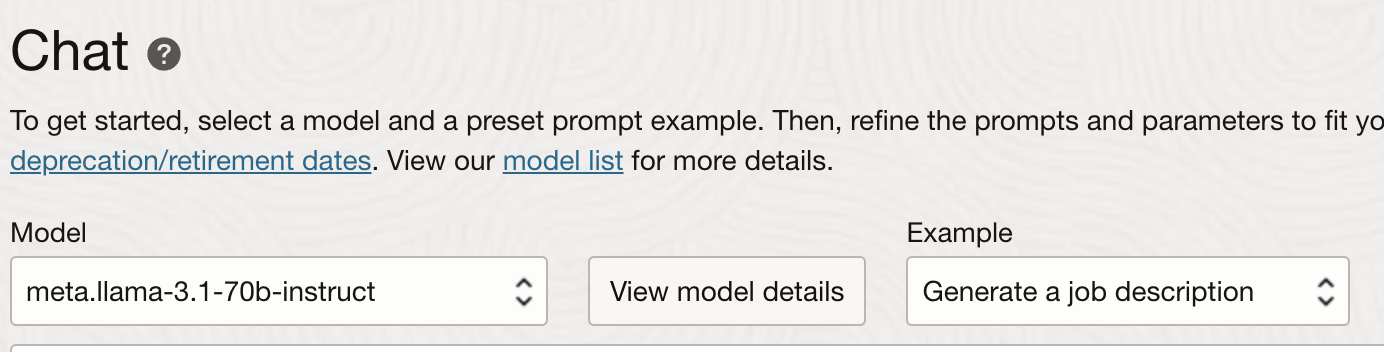 Chat ?
To get started, select a model and a preset prompt example. Then, refine the prompts and parameters to fit
deprecation/retirement dates. View our model list for more details.
Model
Example
meta.llama-3.1-70b-instruct
View model details
Generate a job description